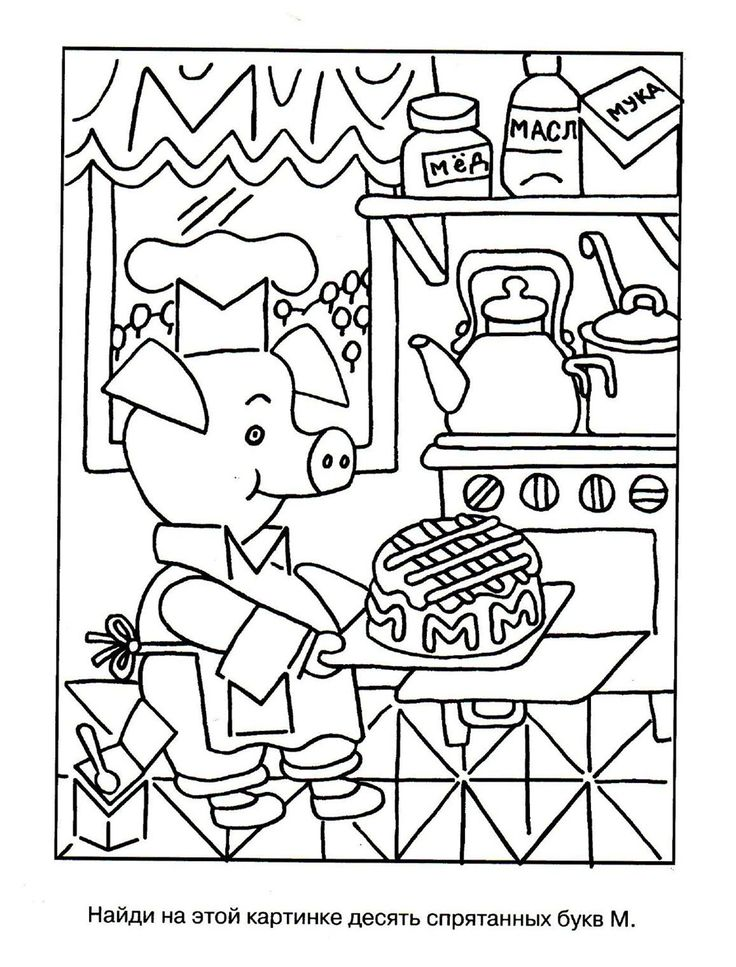 МЁД
МАСЛ
МУКА
М М М
Найди на этой картинке десять спрятанных букв М.